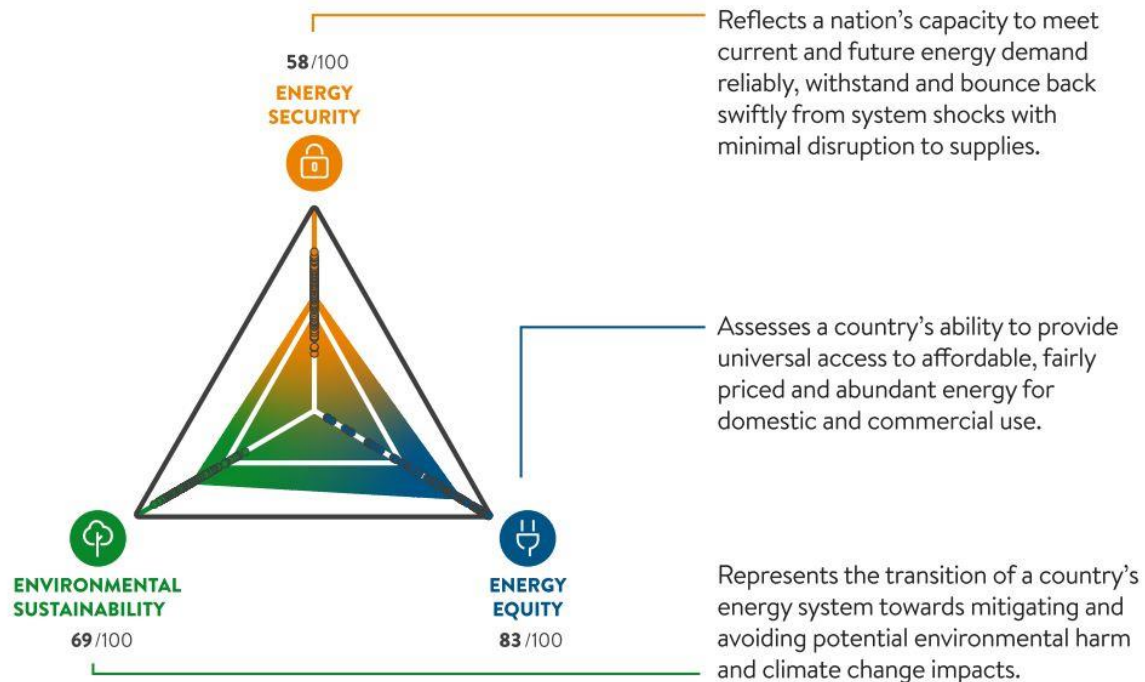 Reflects a nation’s capacity to meet
current and future energy demand
reliably, withstand and bounce back
swiftly from system shocks with
minimal disruption to supplies.
58/100
ENERGY
SECURITY
Assesses a country’s ability to provide
universal access to affordable, fairly
priced and abundant energy for
domestic and commercial use.
ENVIRONMENTAL
SUSTAINABILITY
69/100
ENERGY
EQUITY
83/100
Represents the transition of a country’s
energy system towards mitigating and
avoiding potential environmental harm
and climate change impacts.